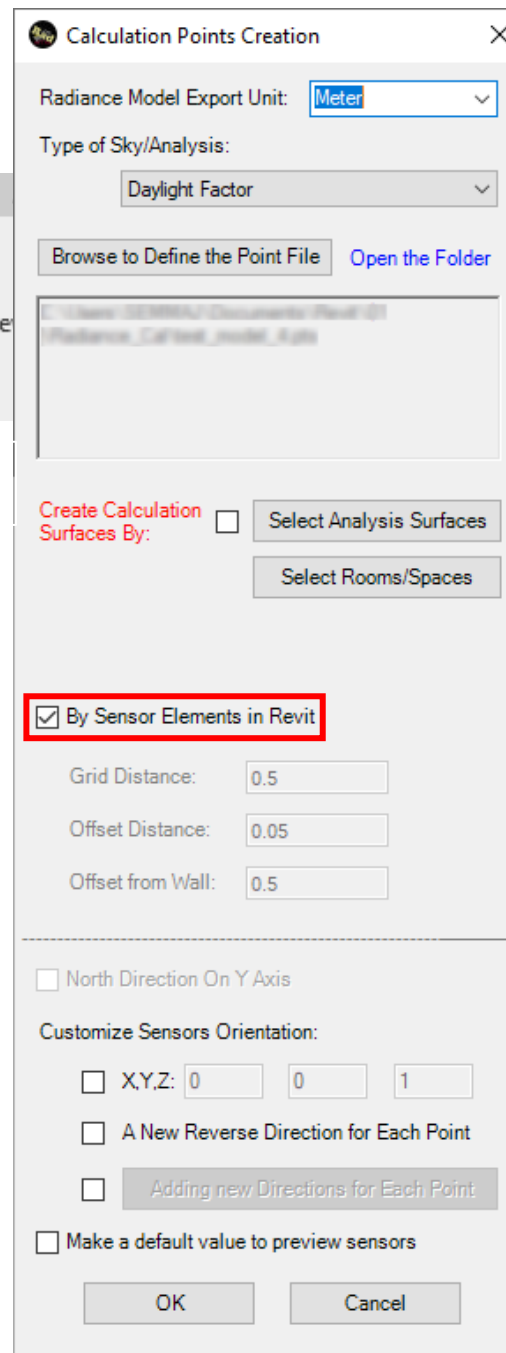 Calculation Points Creation
Radiance Model Export Unit: Meter
Type of Sky/Analysis:
Daylight Factor
Browse to Define the Point File Open the Folder
Create Calculation
Surfaces By:
Select Analysis Surfaces
Select Rooms/Spaces
By Sensor Elements in Revit
Grid Distance: 0.5
Offset Distance: 0.05
Offset from Wall: 0.5
North Direction On Y Axis
Customize Sensors Orientation:
X,Y,Z: 0 0 1
A New Reverse Direction for Each Point
Adding new Directions for Each Point
Make a default value to preview sensors
OK Cancel